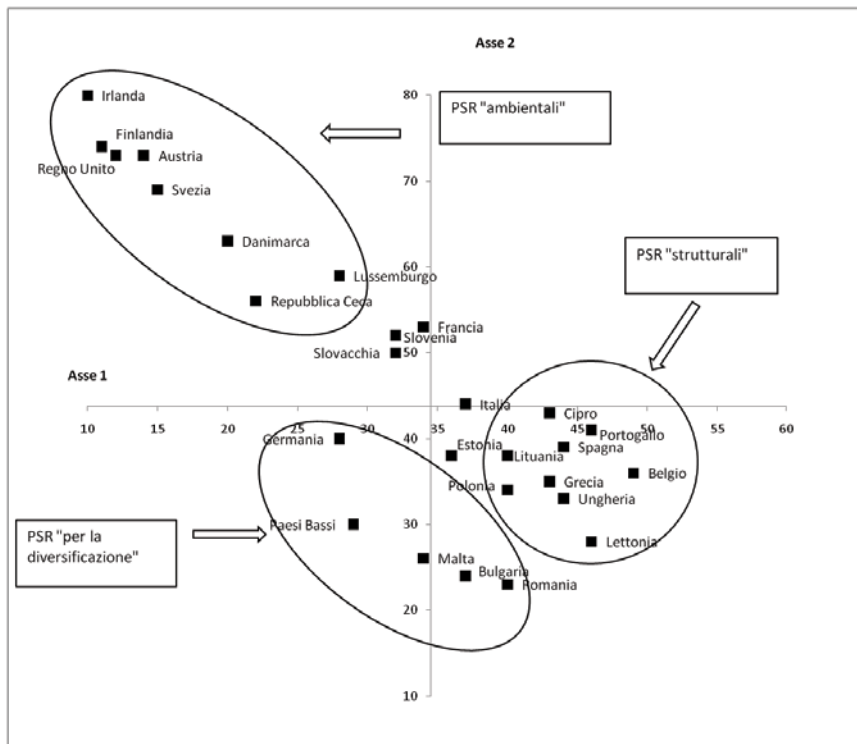 Asse 2
Irlanda
80
PSR "ambientali"
Finlandia
Regno Unito
Austria
70
Svezia
Danimarca
60
PSR "strutturali"
Lussemburgo
Repubblica Ceca
Francia
Slovenia
Slovacchia
50
Asse 1
Italia
Cipro
10
15
20
25
30
35
40
45
50
55
60
Portogallo
Germania
40
Estonia
Spagna
Lituania
Belgio
Polonia
Grecia
Ungheria
PSR "per la
diversificazione"
Paesi Bassi
30
Lettonia
Malta
Bulgaria
Romania
20
10